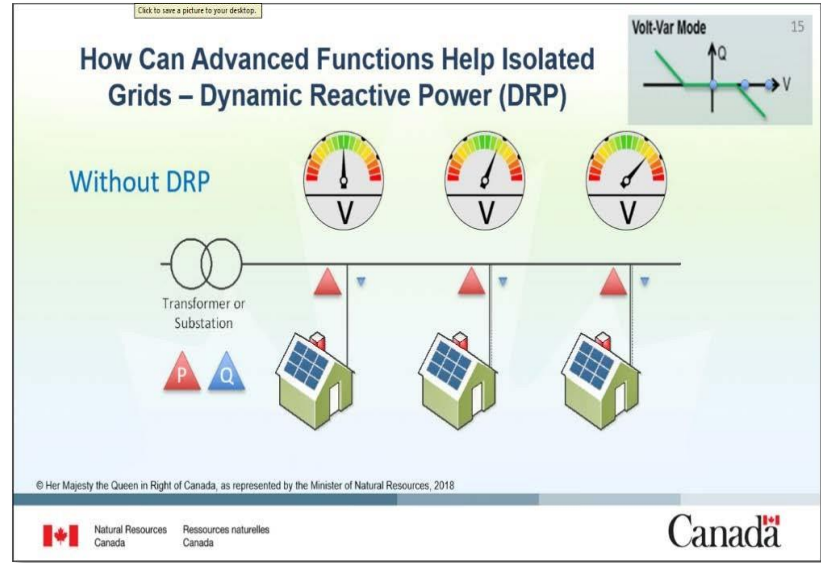 Click to save a picture to your desktop.
How Can Advanced Functions Help Isolated
Grids – Dynamic Reactive Power (DRP)
Volt-Var Mode
15
Q
V
Without DRP
V
V
V
Transformer or
Substation
P
Q
© Her Majesty the Queen in Right of Canada, as represented by the Minister of Natural Resources, 2018
Natural Resources
Canada
Ressources naturelles
Canada
Canada